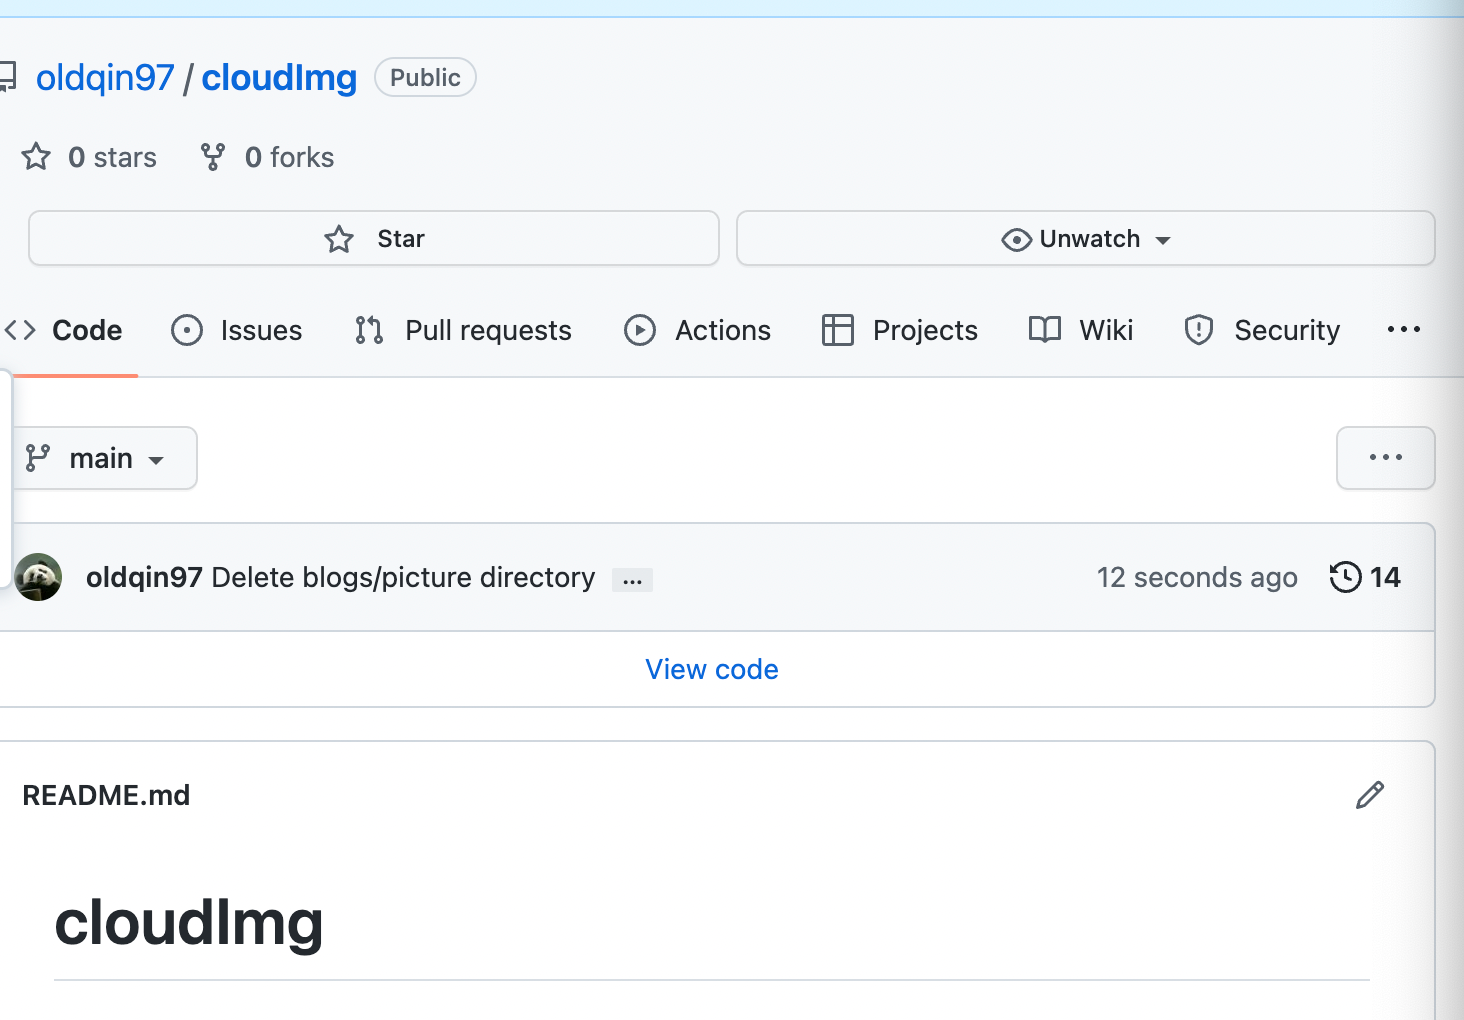 oldqin97 / cloudImg Public
0 stars 0 forks
Star Unwatch
Code Issues Pull requests Actions Projects Wiki Security ...
main ...
oldqin97 Delete blogs/picture directory ... 12 seconds ago 14
View code
README.md
cloudImg